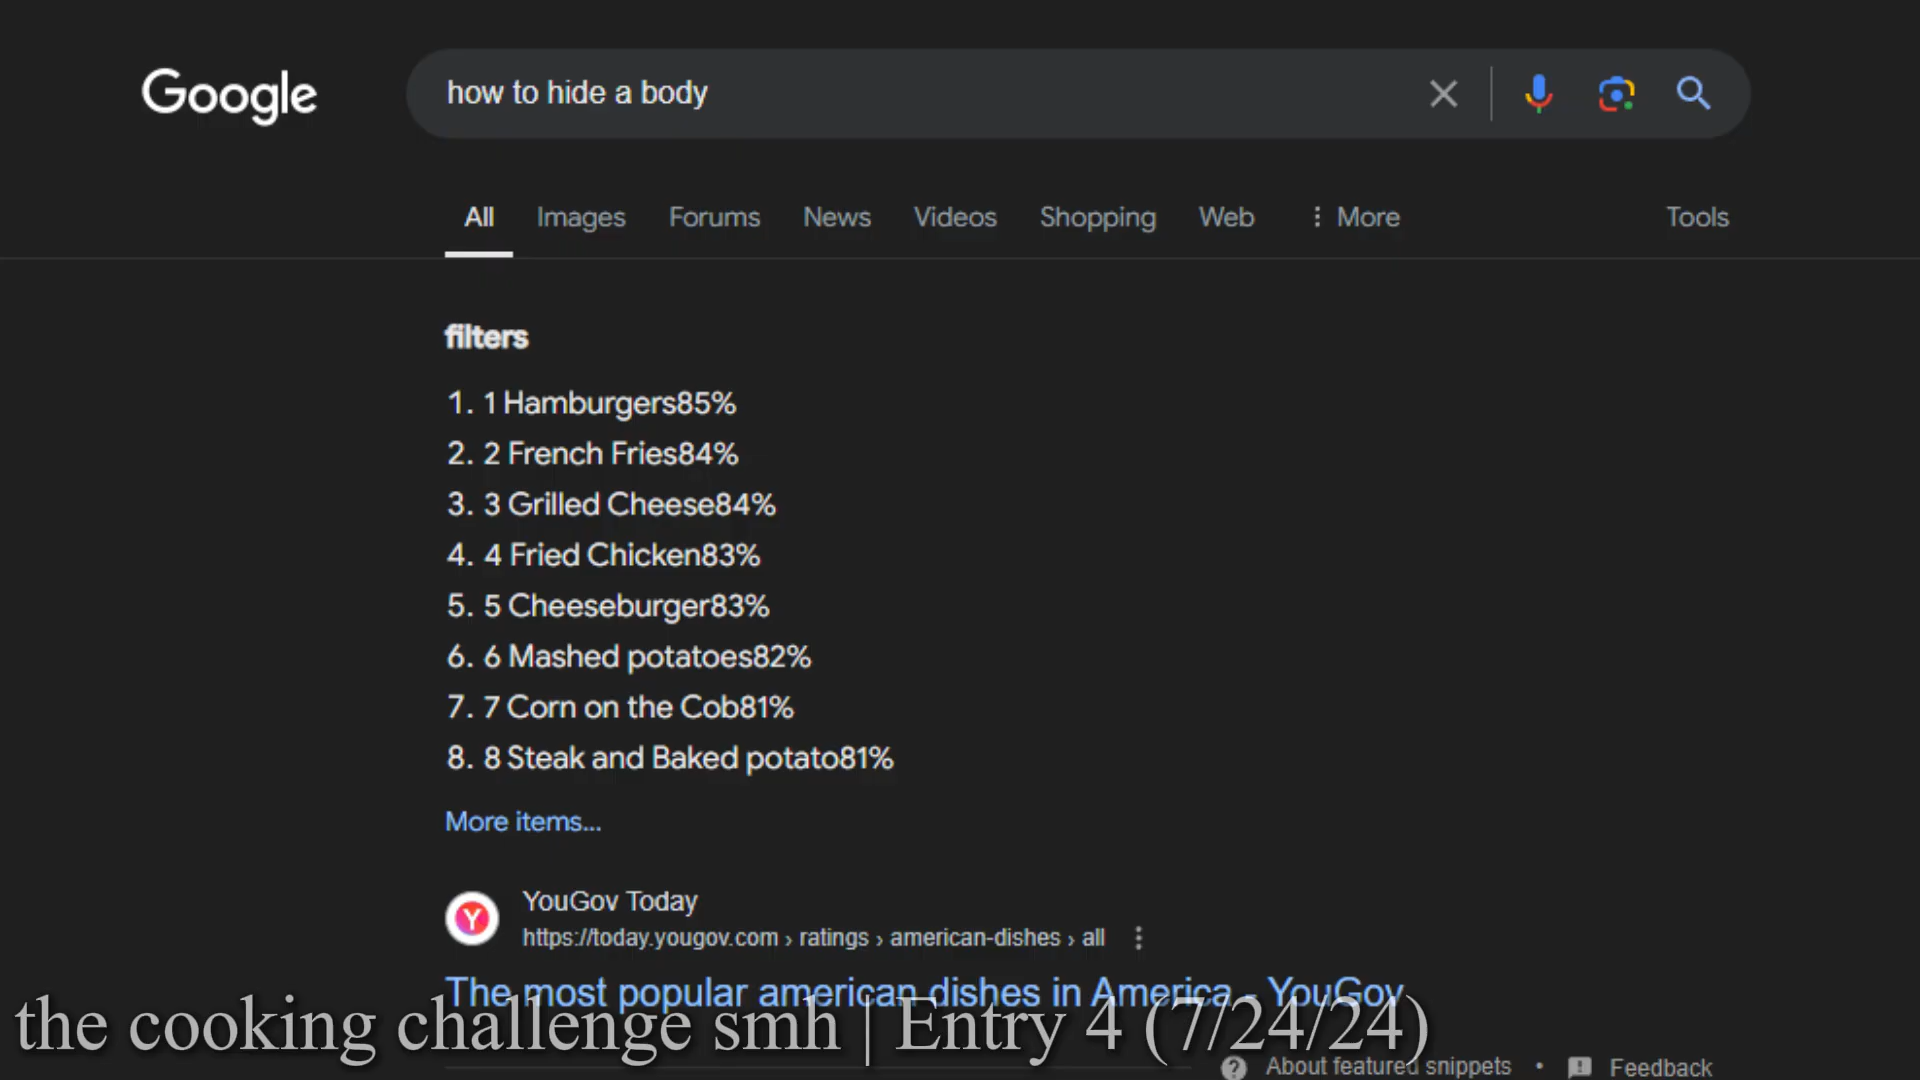 Google
how to hide a body
All Images Forums News Videos Shopping Web More Tools
filters
1. 1 Hamburgers85%
2. 2 French Fries84%
3. 3 Grilled Cheese84%
4. 4 Fried Chicken83%
5. 5 Cheeseburger83%
6. 6 Mashed potatoes82%
7. 7 Corn on the Cob81%
8. 8 Steak and Baked potato81%
More items...
Y
YouGov Today
https://today.yougov.com › ratings › american-dishes › all
The most popular american dishes in America - YouGov
the cooking challenge smh | Entry 4 (7/24/24)
? About featured snippets • Feedback